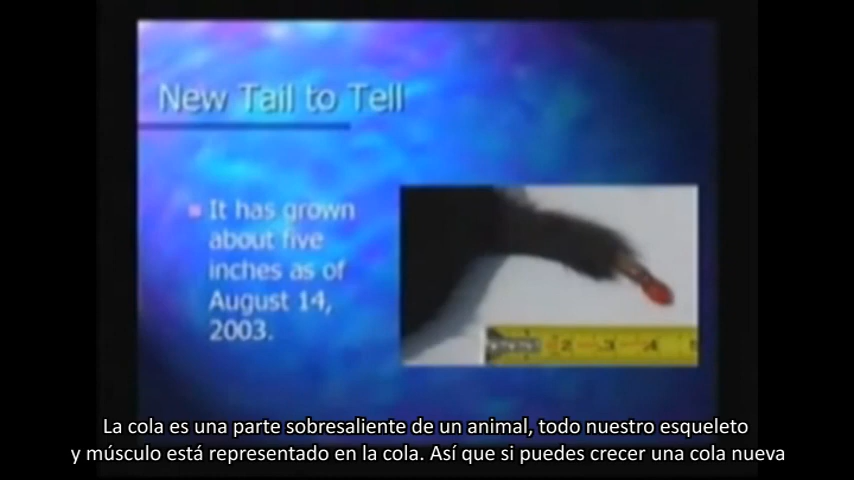 New Tail to Tell
It has grown
about five
inches as of
August 14,
2003.
2 3 4 5
La cola es una parte sobresaliente de un animal, todo nuestro esqueleto
y músculo está representado en la cola. Así que si puedes crecer una cola nueva